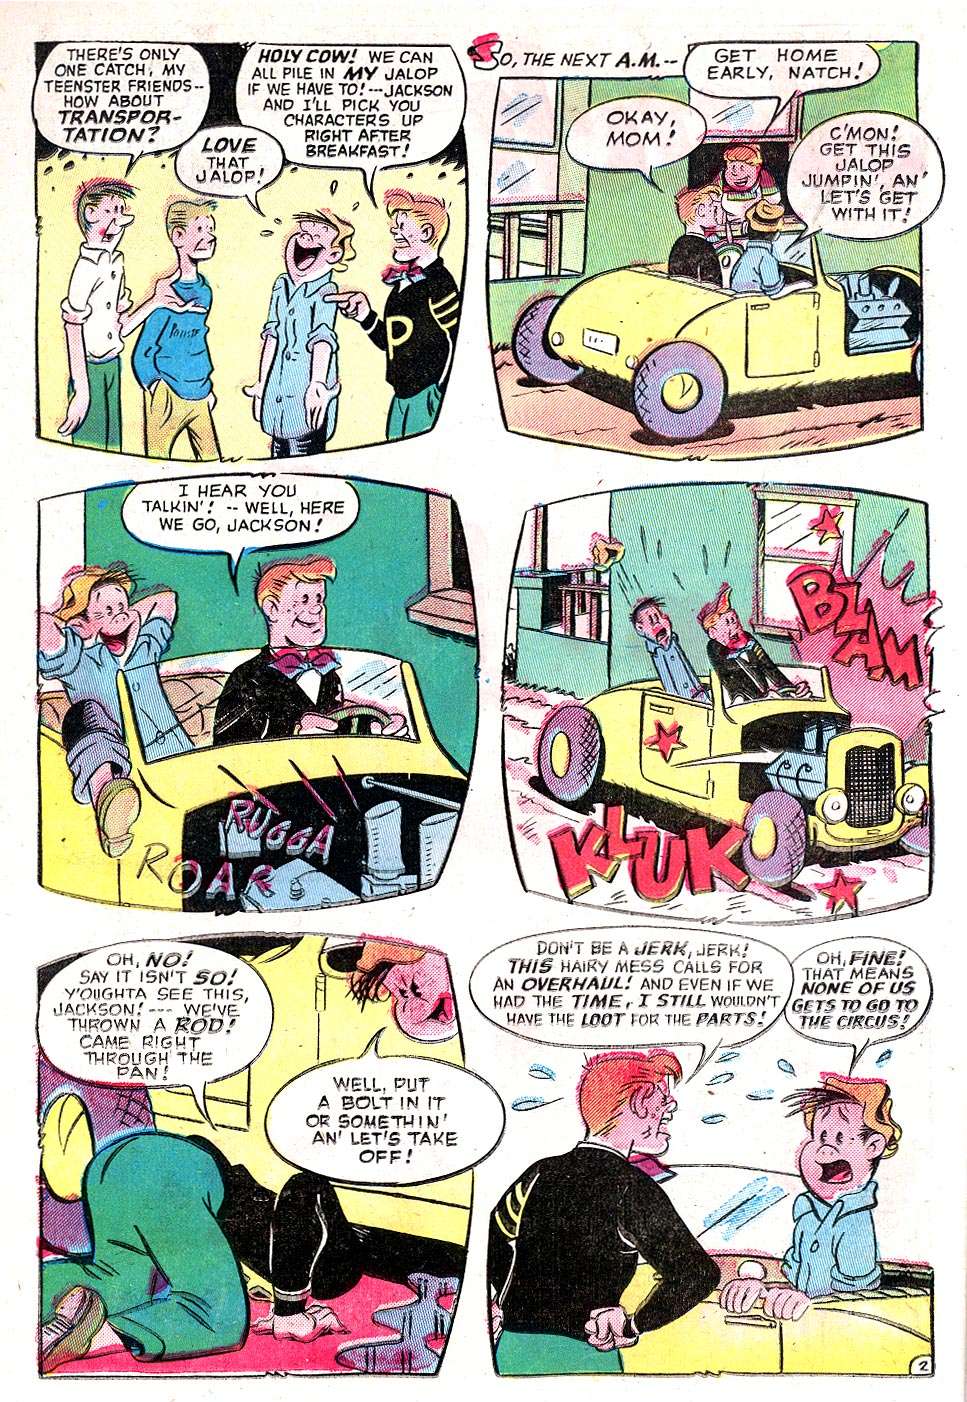 THERE'S ONLY
ONE CATCH, MY
TEENSTER FRIENDS--
HOW ABOUT
TRANSPOR-
TATION?
LOVE
THAT
JALOP!
HOLY COW! WE CAN
ALL PILE IN MY JALOP
IF WE HAVE TO!---JACKSON
AND I'LL PICK YOU
CHARACTERS UP
RIGHT AFTER
BREAKFAST!
P
SO, THE NEXT A.M.--
GET HOME
EARLY, NATCH!
OKAY,
MOM!
C'MON!
GET THIS
JALOP
JUMPIN', AN'
LET'S GET
WITH IT!
I HEAR YOU
TALKIN'! -- WELL, HERE
WE GO, JACKSON!
RUGGA
ROAR
BLAM
KLUK
OH, NO!
SAY IT ISN'T SO!
Y'OUGHTA SEE THIS,
JACKSON! --- WE'VE
THROWN A ROD!
CAME RIGHT
THROUGH THE
PAN!
WELL, PUT
A BOLT IN IT
OR SOMETHIN'
AN' LET'S TAKE
OFF!
DON'T BE A JERK, JERK!
THIS HAIRY MESS CALLS FOR
AN OVERHAUL! AND EVEN IF WE
HAD THE TIME, I STILL WOULDN'T
HAVE THE LOOT FOR THE PARTS!
OH, FINE!
THAT MEANS
NONE OF US
GETS TO GO TO
THE CIRCUS!
2